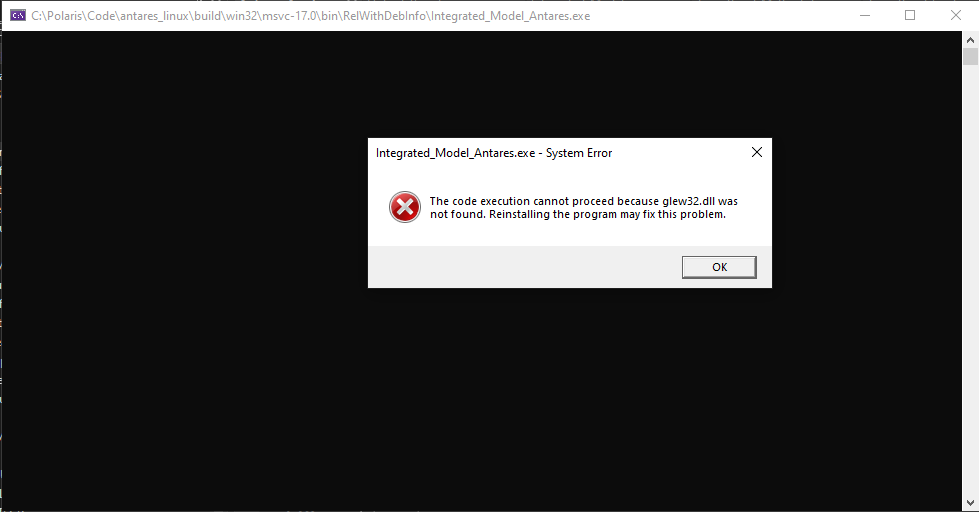 C:\Polaris\Code\antares_linux\build\win32\msvc-17.0\bin\RelWithDebInfo\Integrated_Model_Antares.exe
Integrated_Model_Antares.exe - System Error
The code execution cannot proceed because glew32.dll was
not found. Reinstalling the program may fix this problem.
OK